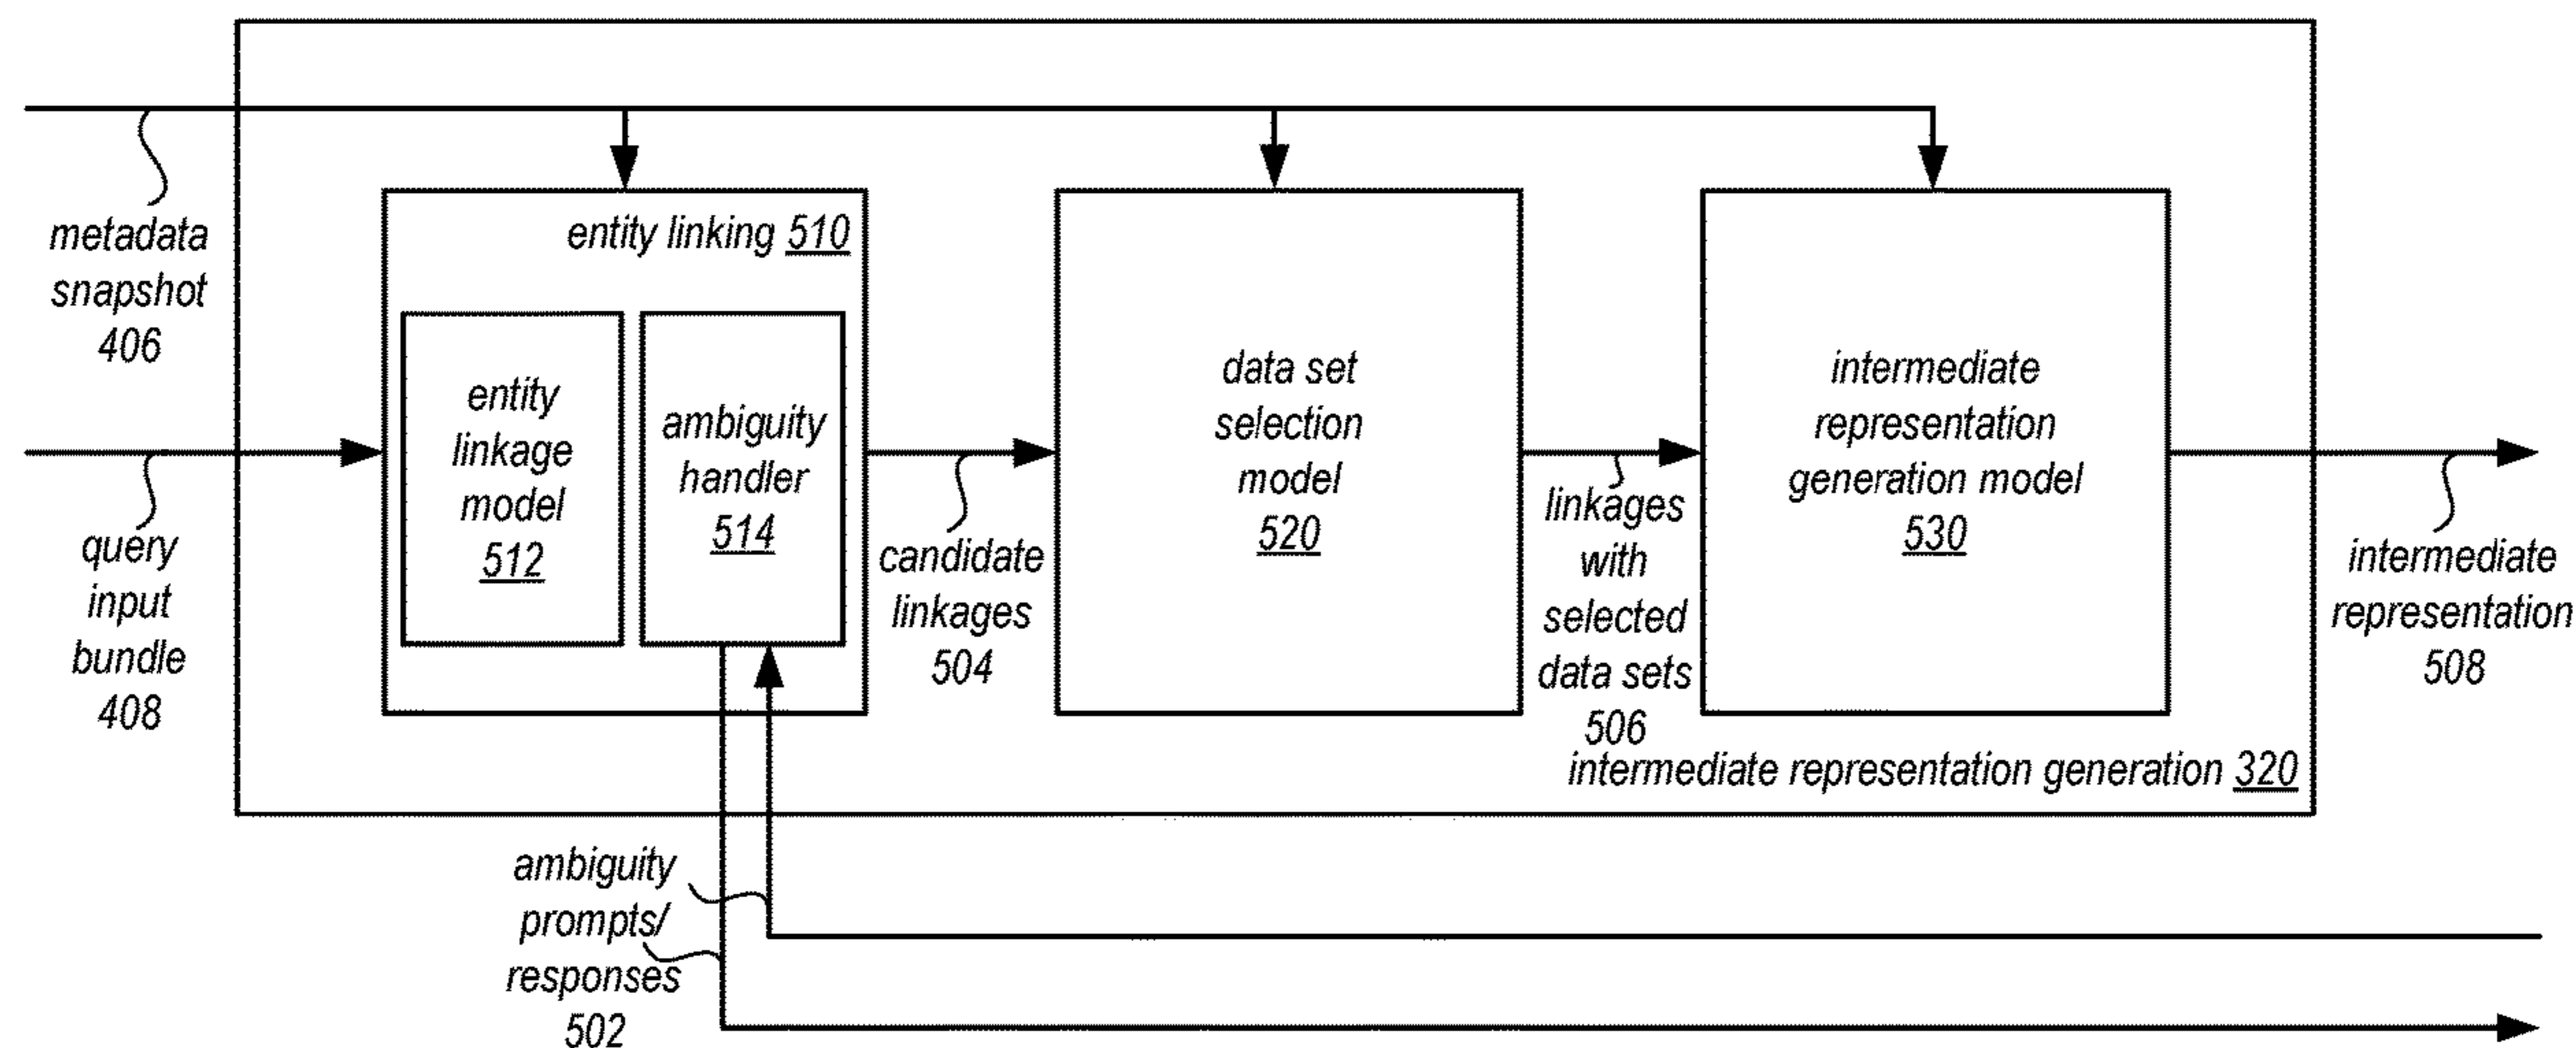 metadata
snapshot
406
query
input
bundle
408
entity linking 510
entity
linkage
model
512
ambiguity
handler
514
candidate
linkages
504
data set
selection
model
520
linkages
with
selected
data sets
506
intermediate
representation
generation model
530
intermediate representation generation 320
intermediate
representation
508
ambiguity
prompts/
responses
502